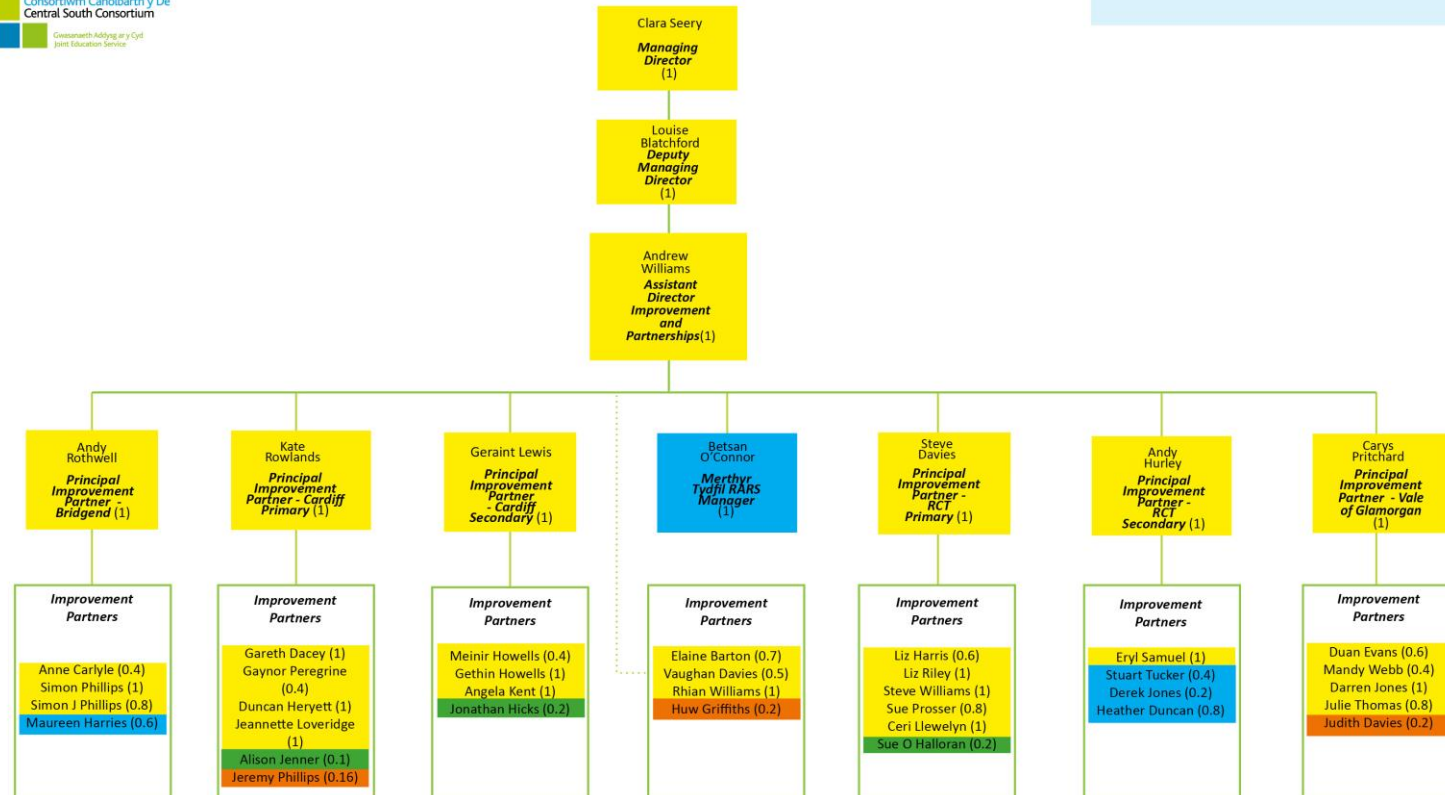 Consortiwm Canolbarth y De
Central South Consortium
Gwasanaeth Addysg ar y Cyd
Joint Education Service
Clara Seery
Managing
Director
(1)
Louise
Blatchford
Deputy
Managing
Director
(1)
Andrew
Williams
Assistant
Director
Improvement
and
Partnerships(1)
Andy
Rothwell
Principal
Improvement
Partner -
Bridgend (1)
Kate
Rowlands
Principal
Improvement
Partner - Cardiff
Primary (1)
Geraint Lewis
Principal
Improvement
Partner
- Cardiff
Secondary (1)
Betsan
O'Connor
Merthyr
Tydfil RARS
Manager
(1)
Steve
Davies
Principal
Improvement
Partner -
RCT
Primary (1)
Andy
Hurley
Principal
Improvement
Partner -
RCT
Secondary (1)
Carys
Pritchard
Principal
Improvement
Partner - Vale
of Glamorgan
(1)
Improvement
Partners
Anne Carlyle (0.4)
Simon Phillips (1)
Simon J Phillips (0.8)
Maureen Harries (0.6)
Improvement
Partners
Gareth Dacey (1)
Gaynor Peregrine
(0.4)
Duncan Heryett (1)
Jeannette Loveridge
(1)
Alison Jenner (0.1)
Jeremy Phillips (0.16)
Improvement
Partners
Meinir Howells (0.4)
Gethin Howells (1)
Angela Kent (1)
Jonathan Hicks (0.2)
Improvement
Partners
Elaine Barton (0.7)
Vaughan Davies (0.5)
Rhian Williams (1)
Huw Griffiths (0.2)
Improvement
Partners
Liz Harris (0.6)
Liz Riley (1)
Steve Williams (1)
Sue Prosser (0.8)
Ceri Llewelyn (1)
Sue O Halloran (0.2)
Improvement
Partners
Eryl Samuel (1)
Stuart Tucker (0.4)
Derek Jones (0.2)
Heather Duncan (0.8)
Improvement
Partners
Duan Evans (0.6)
Mandy Webb (0.4)
Darren Jones (1)
Julie Thomas (0.8)
Judith Davies (0.2)